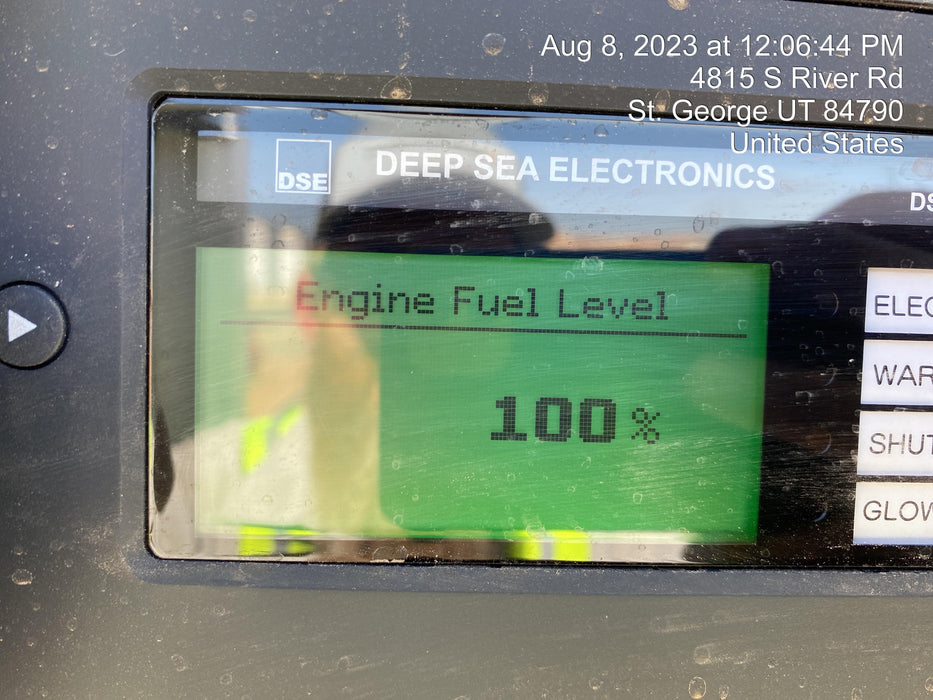 Aug 8, 2023 at 12:06:44 PM
4815 S River Rd
St. George UT 84790
United States
DSE
DEEP SEA ELECTRONICS
Engine Fuel Level
100 %